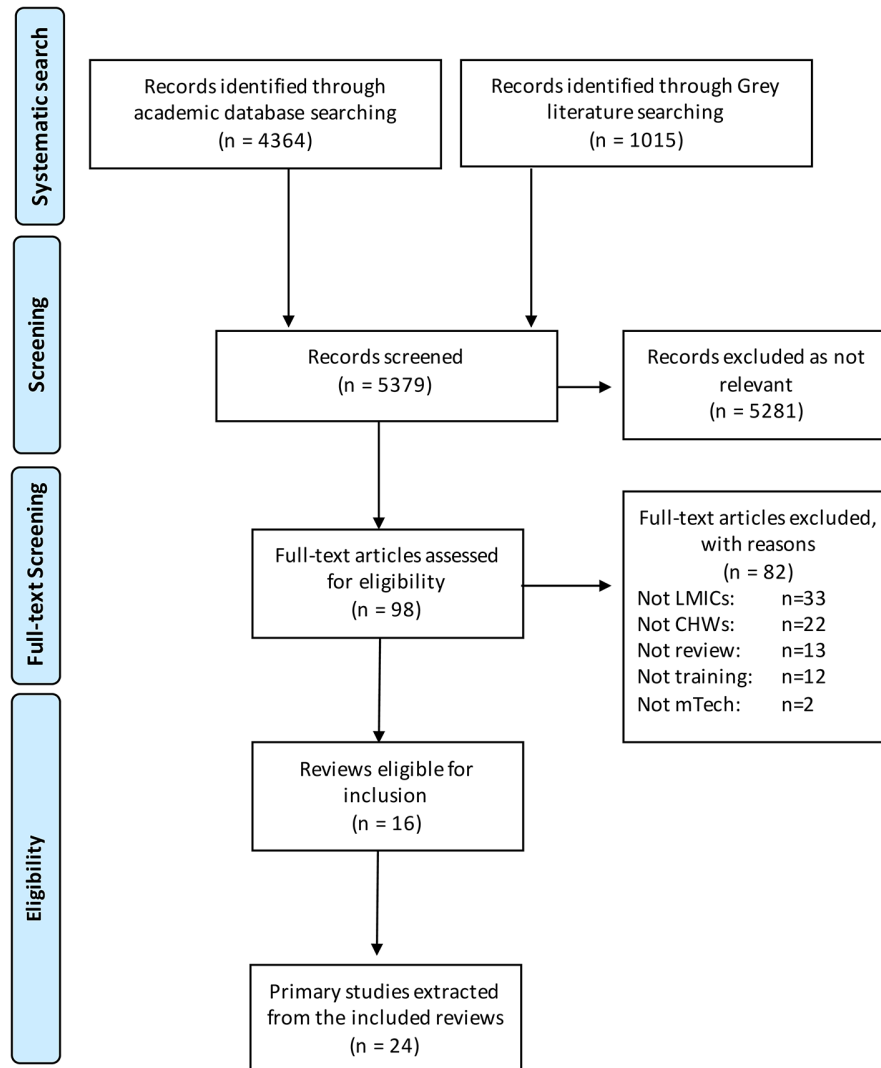 Systematic search
Records identified through
academic database searching
(n = 4364)
Records identified through Grey
literature searching
(n = 1015)
Screening
Records screened
(n = 5379)
Records excluded as not
relevant
(n = 5281)
Full-text Screening
Full-text articles assessed
for eligibility
(n = 98)
Full-text articles excluded,
with reasons
(n = 82)
Not LMICs: n=33
Not CHWs: n=22
Not review: n=13
Not training: n=12
Not mTech: n=2
Eligibility
Reviews eligible for
inclusion
(n = 16)
Primary studies extracted
from the included reviews
(n = 24)